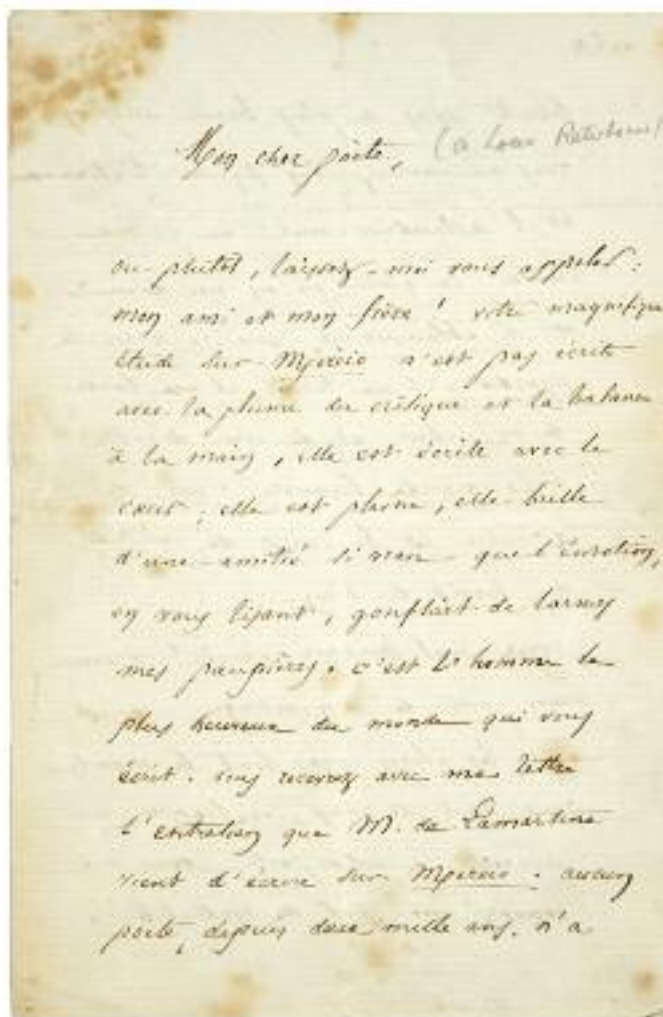 Mon cher poète, (à Louis Ratisbonne)
ou plutôt, laissez-moi vous appeler :
mon ami et mon frère ! votre magnifique
étude sur Mireio n'est pas écrite
avec la plume du critique et la balance
à la main, elle est écrite avec le
cœur ; elle est pleine, elle brille
d'une amitié si vraie que l'émotion,
en vous lisant, gonflait de larmes
mes paupières. c'est l'homme le
plus heureux du monde qui vous
écrit. vous recevrez avec ma lettre
l'entretien que M. de Lamartine
vient d'écrire sur Mireio. aucun
poète, depuis deux mille ans, n'a